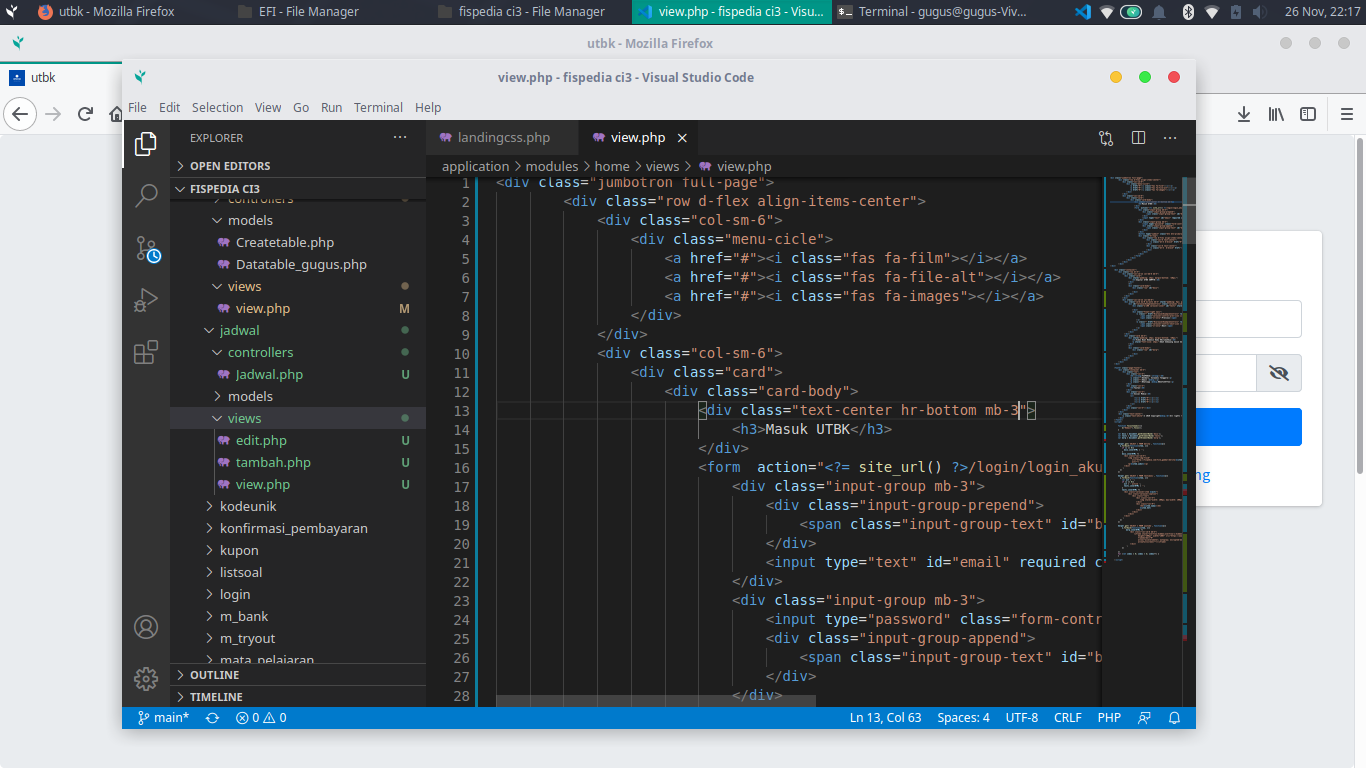 utbk - Mozilla Firefox
EFI - File Manager
fispedia ci3 - File Manager
view.php - fispedia ci3 - Visu...
Terminal - gugus@gugus-Viv...
26 Nov, 22:17
utbk - Mozilla Firefox
utbk
view.php - fispedia ci3 - Visual Studio Code
File Edit Selection View Go Run Terminal Help
EXPLORER
OPEN EDITORS
FISPEDIA CI3
controllers
models
Createtable.php
Datatable_gugus.php
views
view.php M
jadwal
controllers
Jadwal.php U
models
views
edit.php U
tambah.php U
view.php U
kodeunik
konfirmasi_pembayaran
kupon
listsoal
login
m_bank
m_tryout
mata_pelajaran
OUTLINE
TIMELINE
landingcss.php
view.php
application > modules > home > views > view.php
1 <div class="jumbotron full-page">
2 <div class="row d-flex align-items-center">
3 <div class="col-sm-6">
4 <div class="menu-cicle">
5 <a href="#"><i class="fas fa-film"></i></a>
6 <a href="#"><i class="fas fa-file-alt"></i></a>
7 <a href="#"><i class="fas fa-images"></i></a>
8 </div>
9 </div>
10 <div class="col-sm-6">
11 <div class="card">
12 <div class="card-body">
13 <div class="text-center hr-bottom mb-3">
14 <h3>Masuk UTBK</h3>
15 </div>
16 <form  action="<?= site_url() ?>/login/login_aku
17 <div class="input-group mb-3">
18 <div class="input-group-prepend">
19 <span class="input-group-text" id="b
20 </div>
21 <input type="text" id="email" required c
22 </div>
23 <div class="input-group mb-3">
24 <input type="password" class="form-contr
25 <div class="input-group-append">
26 <span class="input-group-text" id="b
27 </div>
28 </div>
ng
main* 0 0
Ln 13, Col 63 Spaces: 4 UTF-8 CRLF PHP